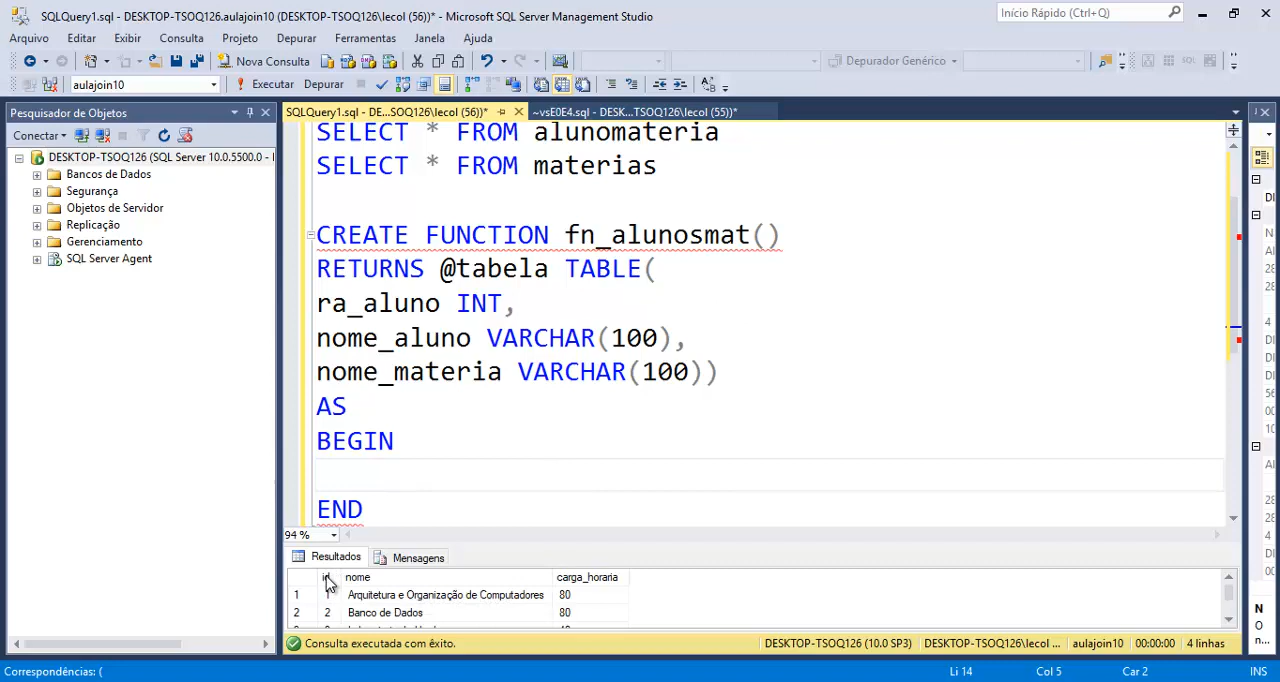 SQLQuery1.sql - DESKTOP-TSOQ126.aulajoin10 (DESKTOP-TSOQ126\lecol (56))* - Microsoft SQL Server Management Studio
Início Rápido (Ctrl+Q)
Arquivo Editar Exibir Consulta Projeto Depurar Ferramentas Janela Ajuda
Nova Consulta
Depurador Genérico
aulajoin10 Executar Depurar
Pesquisador de Objetos
Conectar
DESKTOP-TSOQ126 (SQL Server 10.0.5500.0 -
Bancos de Dados
Segurança
Objetos de Servidor
Replicação
Gerenciamento
SQL Server Agent
SQLQuery1.sql - DE...SOQ126\lecol (56))*
~vsE0E4.sql - DESK...TSOQ126\lecol (55))*
SELECT * FROM alunomateria
SELECT * FROM materias
CREATE FUNCTION fn_alunosmat()
RETURNS @tabela TABLE(
ra_aluno INT,
nome_aluno VARCHAR(100),
nome_materia VARCHAR(100))
AS
BEGIN
END
94 %
Resultados Mensagens
nome carga_horaria
1 1 Arquitetura e Organização de Computadores 80
2 2 Banco de Dados 80
Consulta executada com êxito.
DESKTOP-TSOQ126 (10.0 SP3) DESKTOP-TSOQ126\lecol ... aulajoin10 00:00:00 4 linhas
Correspondências: ( Li 14 Col 5 Car 2 INS